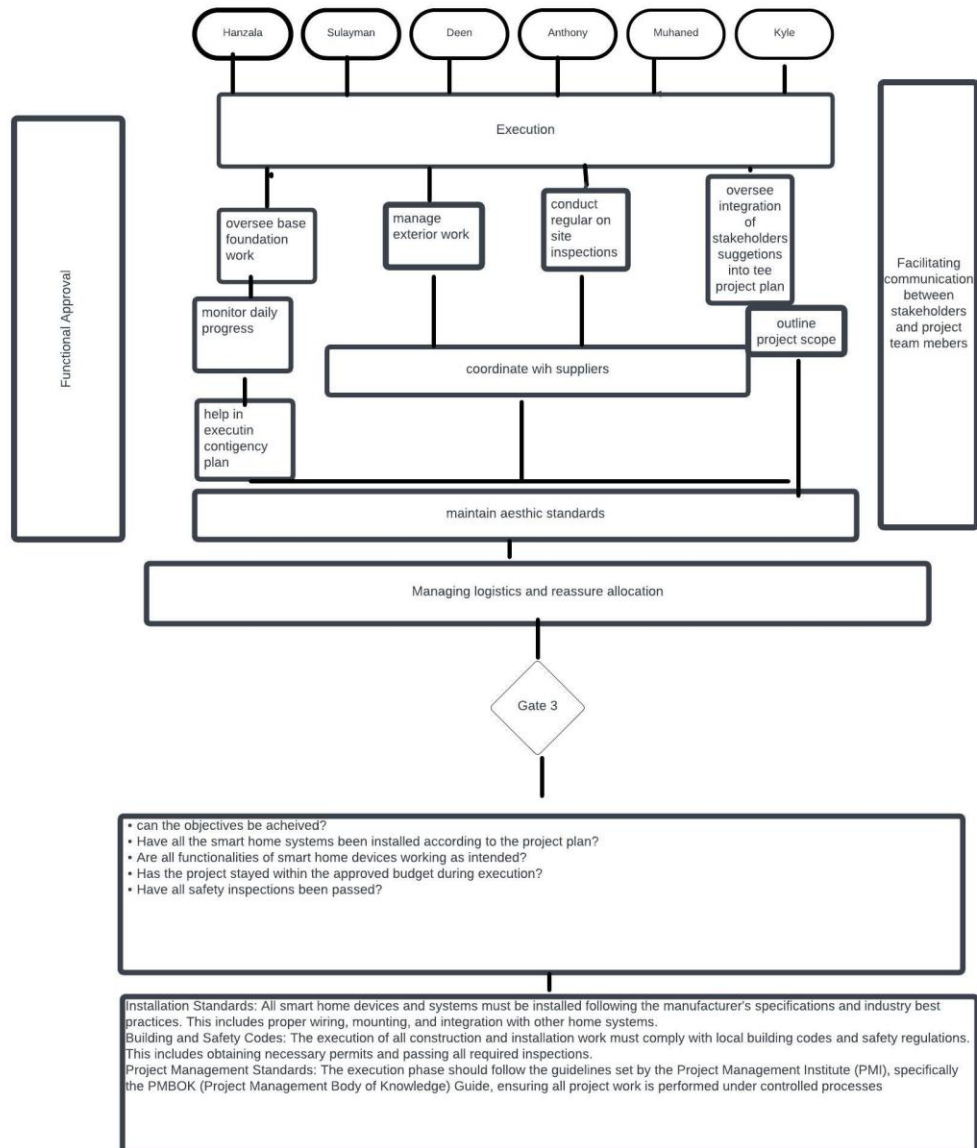 Hanzala
Sulayman
Deen
Anthony
Muhaned
Kyle
Execution
Functional Approval
oversee base
foundation
work
manage
exterior work
conduct
regular on
site
inspections
oversee
integration
of
stakeholders
suggetions
into tee
project plan
Facilitating
communication
between
stakeholders
and project
team mebers
monitor daily
progress
outline
project scope
coordinate wih suppliers
help in
executin
contigency
plan
maintain aesthic standards
Managing logistics and reassure allocation
Gate 3
• can the objectives be acheived?
• Have all the smart home systems been installed according to the project plan?
• Are all functionalities of smart home devices working as intended?
• Has the project stayed within the approved budget during execution?
• Have all safety inspections been passed?
Installation Standards: All smart home devices and systems must be installed following the manufacturer's specifications and industry best
practices. This includes proper wiring, mounting, and integration with other home systems.
Building and Safety Codes: The execution of all construction and installation work must comply with local building codes and safety regulations.
This includes obtaining necessary permits and passing all required inspections.
Project Management Standards: The execution phase should follow the guidelines set by the Project Management Institute (PMI), specifically
the PMBOK (Project Management Body of Knowledge) Guide, ensuring all project work is performed under controlled processes